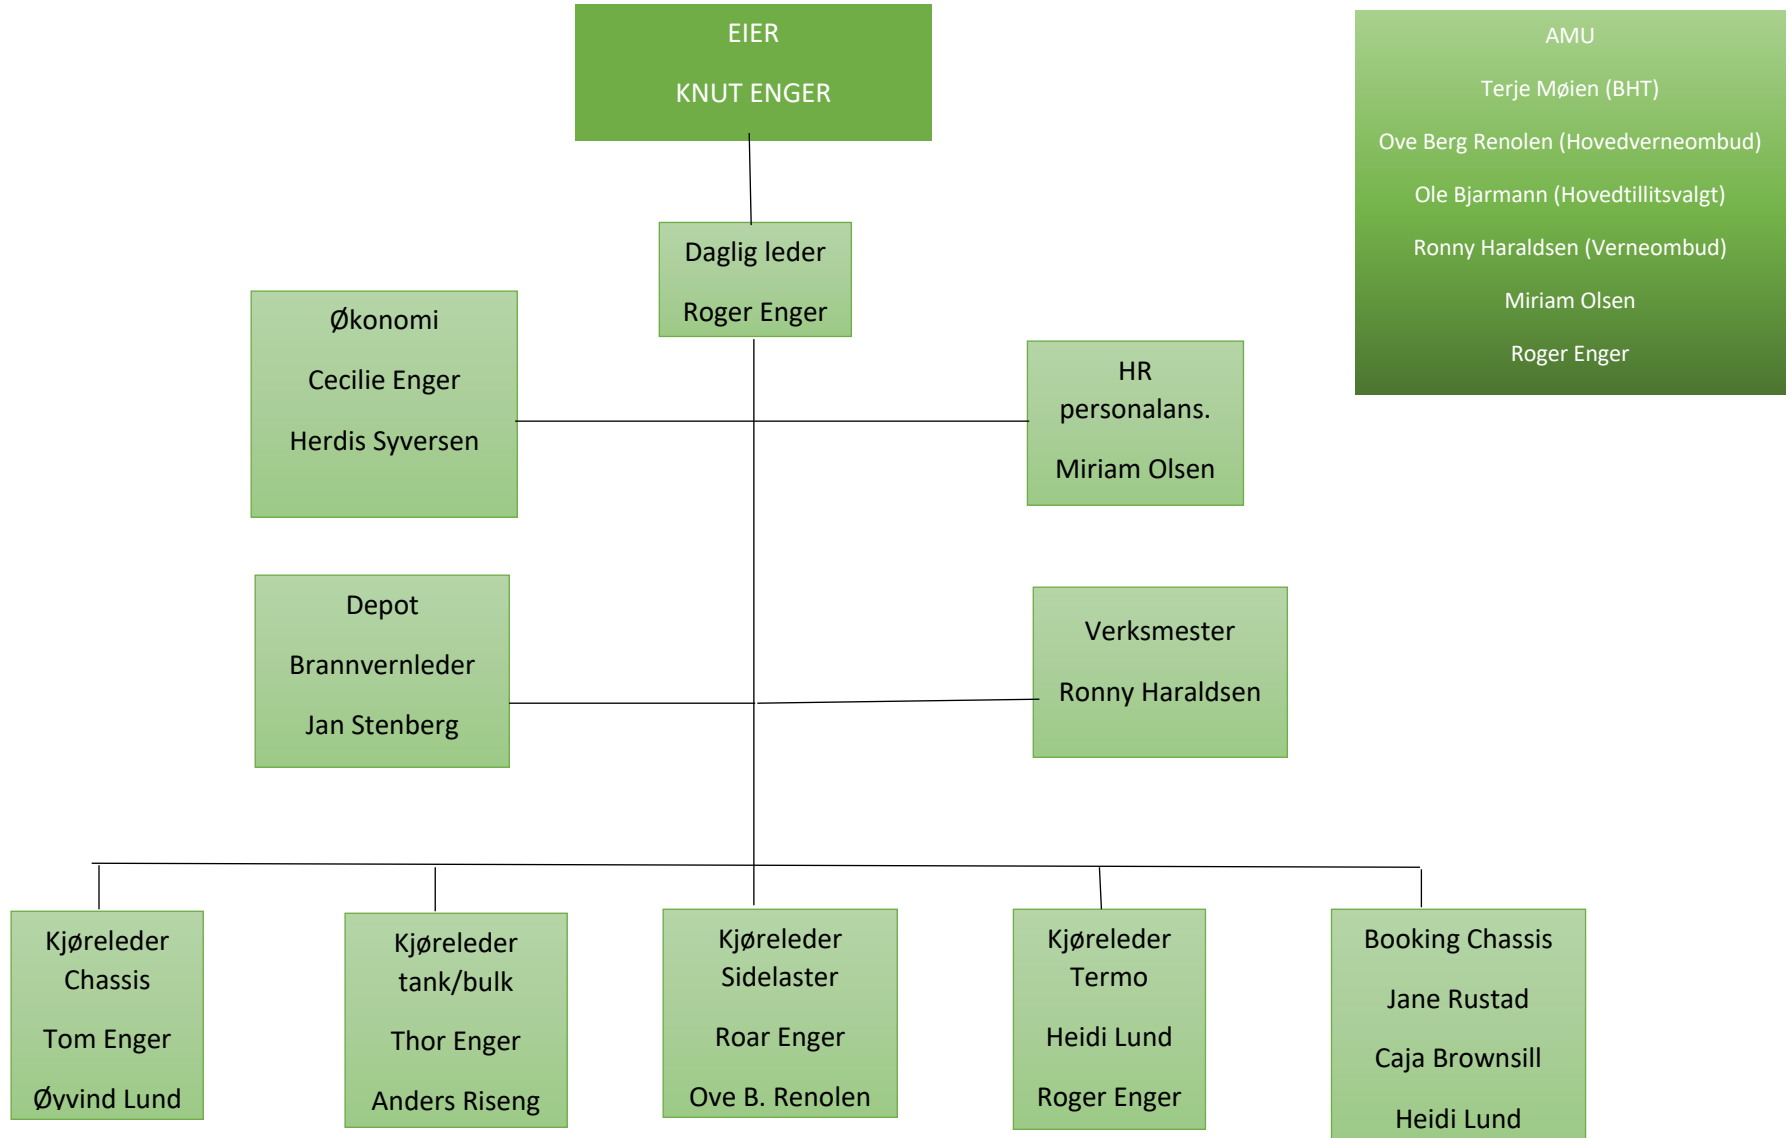 EIER
KNUT ENGER
AMU
Terje Møien (BHT)
Ove Berg Renolen (Hovedverneombud)
Ole Bjarmann (Hovedtillitsvalgt)
Ronny Haraldsen (Verneombud)
Miriam Olsen
Roger Enger
Daglig leder
Roger Enger
Økonomi
Cecilie Enger
Herdis Syversen
HR
personalans.
Miriam Olsen
Depot
Brannvernleder
Jan Stenberg
Verksmester
Ronny Haraldsen
Kjøreleder
Chassis
Tom Enger
Øyvind Lund
Kjøreleder
tank/bulk
Thor Enger
Anders Riseng
Kjøreleder
Sidelaster
Roar Enger
Ove B. Renolen
Kjøreleder
Termo
Heidi Lund
Roger Enger
Booking Chassis
Jane Rustad
Caja Brownsill
Heidi Lund